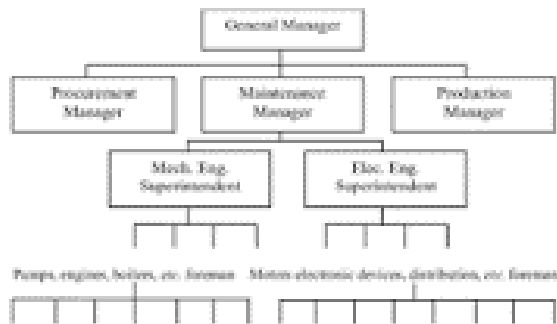 General Manager
Procurement
Manager
Maintenance
Manager
Production
Manager
Mech. Eng.
Superintendent
Elec. Eng.
Superintendent
Pumps, engines, boilers, etc foreman
Motors electronic devices, distribution, etc foreman